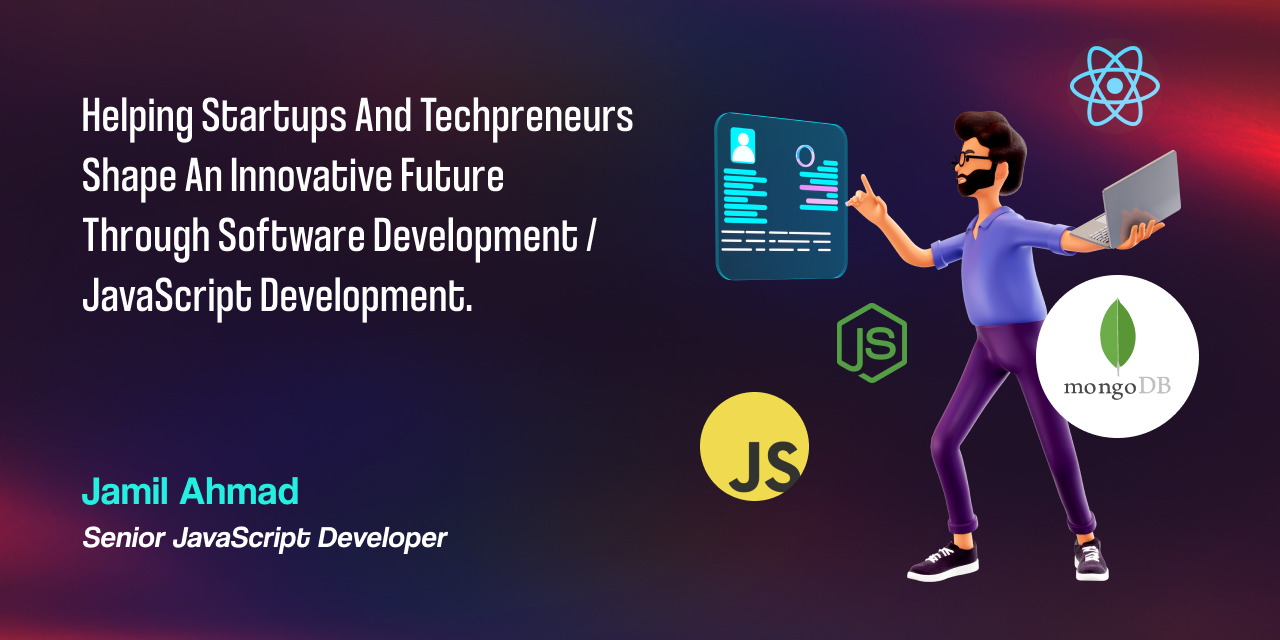 Helping Startups And Techpreneurs
Shape An Innovative Future
Through Software Development /
JavaScript Development.
Jamil Ahmad
Senior JavaScript Developer
JS
JS
mongoDB